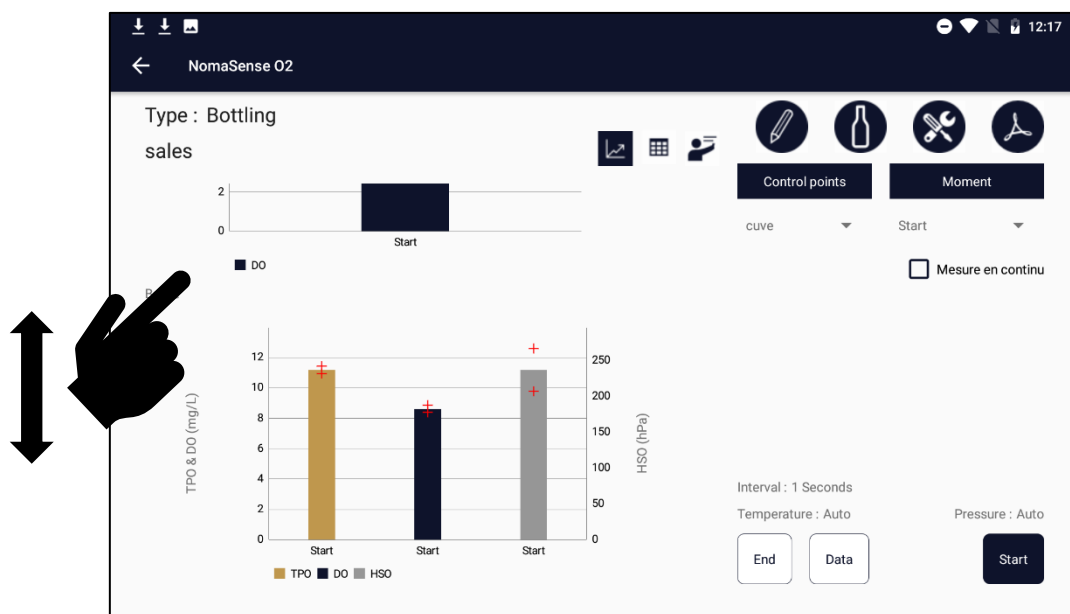 12:17
NomaSense O2
Type : Bottling
sales
Control points
Moment
cuve
Start
Mesure en continu
2
0
Start
DO
12
10
8
6
4
2
0
TPO & DO (mg/L)
250
200
150
100
50
0
HSO (hPa)
Start
Start
Start
TPO
DO
HSO
Interval : 1 Seconds
Temperature : Auto
Pressure : Auto
End
Data
Start